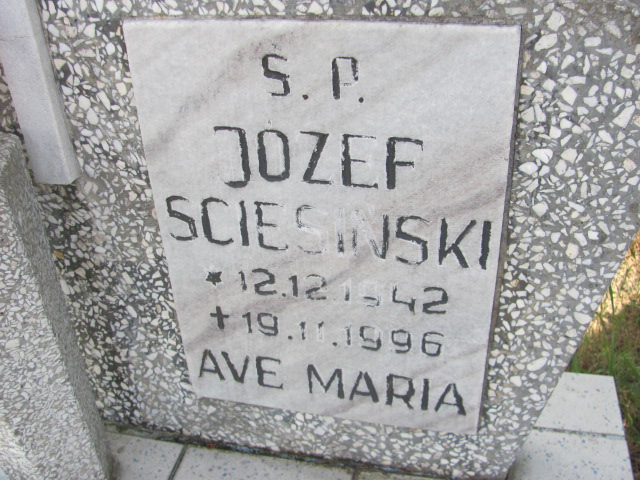 Ś. P.
JÓZEF
SCIESIŃSKI
* 12.12.1942
+ 19.11.1996
AVE MARIA